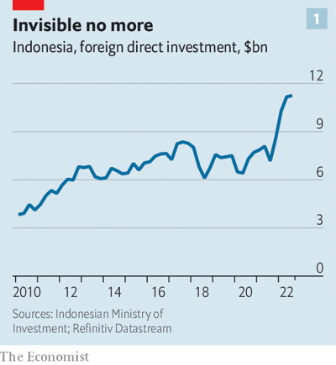 Invisible no more
1
Indonesia, foreign direct investment, $bn
12
9
6
3
0
2010 12 14 16 18 20 22
Sources: Indonesian Ministry of
Investment; Refinitiv Datastream
The Economist